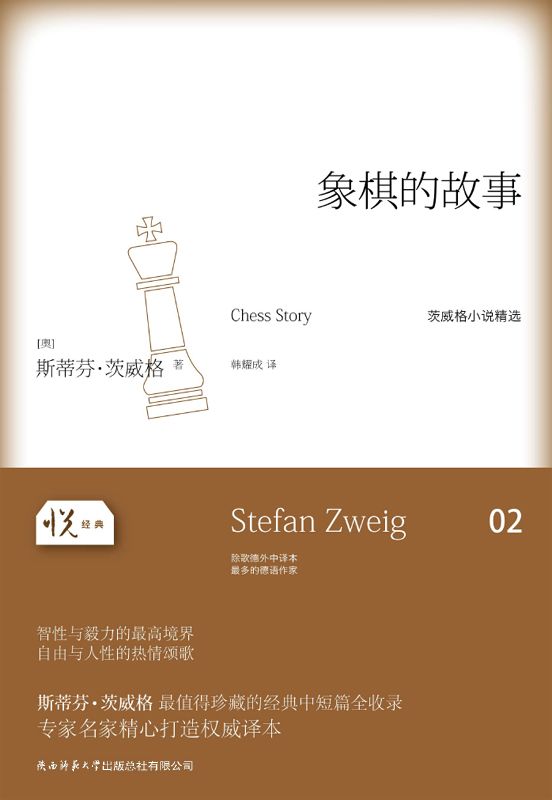 象棋的故事
Chess Story
茨威格小说精选
[奥]
斯蒂芬·茨威格 著
韩耀成 译
悦 经典
Stefan Zweig
02
除歌德外中译本
最多的德语作家
智性与毅力的最高境界
自由与人性的热情颂歌
斯蒂芬·茨威格 最值得珍藏的经典中短篇全收录
专家名家精心打造权威译本
陕西师范大学出版总社有限公司